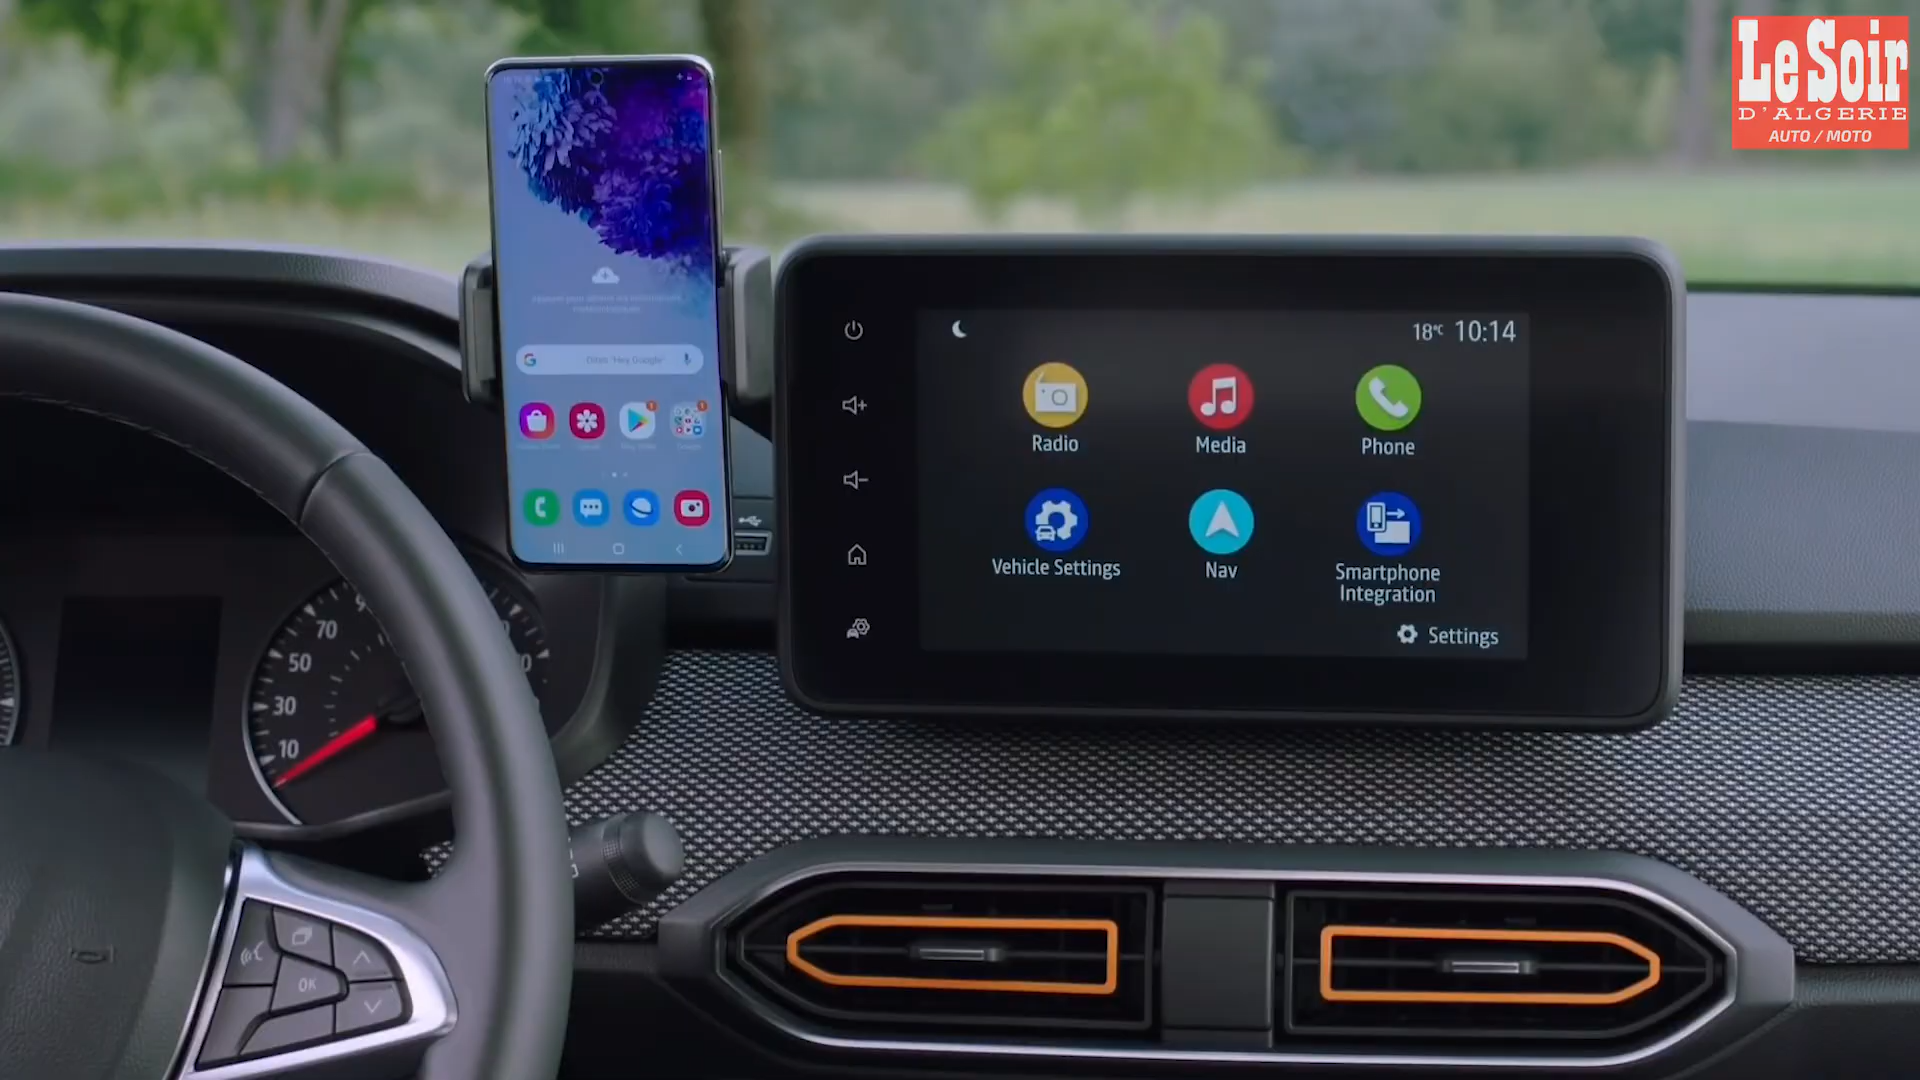 Le Soir
D'ALGERIE
AUTO / MOTO
18°C 10:14
Radio
Media
Phone
Vehicle Settings
Nav
Smartphone
Integration
Settings
70
50
30
10
OK